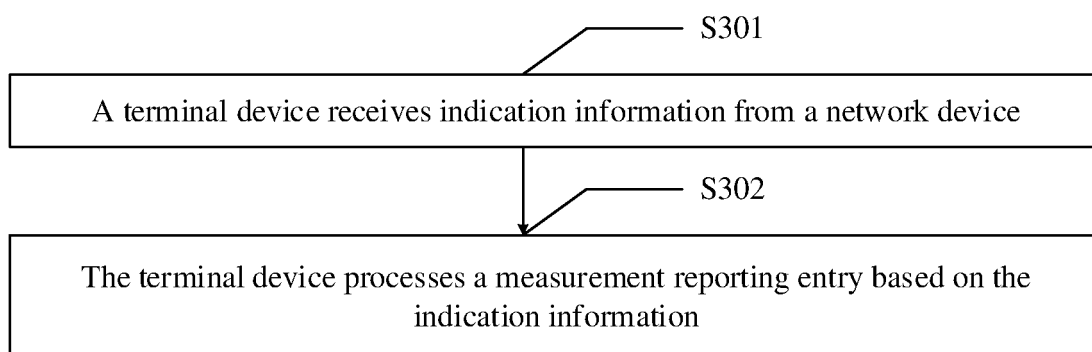 S301
A terminal device receives indication information from a network device
S302
The terminal device processes a measurement reporting entry based on the
indication information